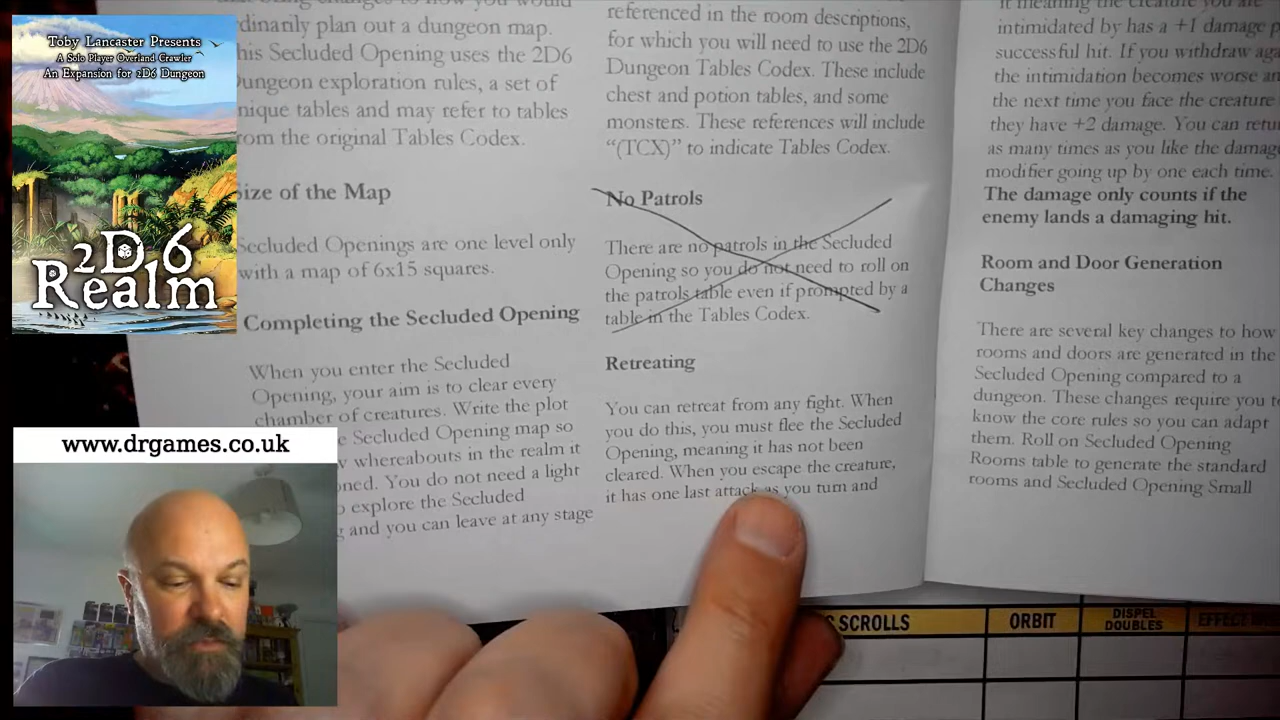 Toby Lancaster Presents
A Solo Player Overland Crawler
An Expansion for 2D6 Dungeon
2D6
Realm
www.drgames.co.uk
dinarily plan out a dungeon map.
his Secluded Opening uses the 2D6
ungeon exploration rules, a set of
nique tables and may refer to tables
rom the original Tables Codex.
Size of the Map
Secluded Openings are one level only
with a map of 6x15 squares.
Completing the Secluded Opening
When you enter the Secluded
Opening, your aim is to clear every
chamber of creatures. Write the plot
Secluded Opening map so
whereabouts in the realm it
oned. You do not need a light
explore the Secluded
and you can leave at any stage
referenced in the room descriptions,
for which you will need to use the 2D6
Dungeon Tables Codex. These include
chest and potion tables, and some
monsters. These references will include
“(TCX)” to indicate Tables Codex.
No Patrols
There are no patrols in the Secluded
Opening so you do not need to roll on
the patrols table even if prompted by a
table in the Tables Codex.
Retreating
You can retreat from any fight. When
you do this, you must flee the Secluded
Opening, meaning it has not been
cleared. When you escape the creature,
it has one last attack as you turn and
it meaning the creature you are
intimidated by has a +1 damage p
successful hit. If you withdraw aga
the intimidation becomes worse an
the next time you face the creature
they have +2 damage. You can retu
as many times as you like the damag
modifier going up by one each time.
The damage only counts if the
enemy lands a damaging hit.
Room and Door Generation
Changes
There are several key changes to how
rooms and doors are generated in the
Secluded Opening compared to a
dungeon. These changes require you to
know the core rules so you can adapt
them. Roll on Secluded Opening
Rooms table to generate the standard
rooms and Secluded Opening Small
SCROLLS
ORBIT
DISPEL
DOUBLES